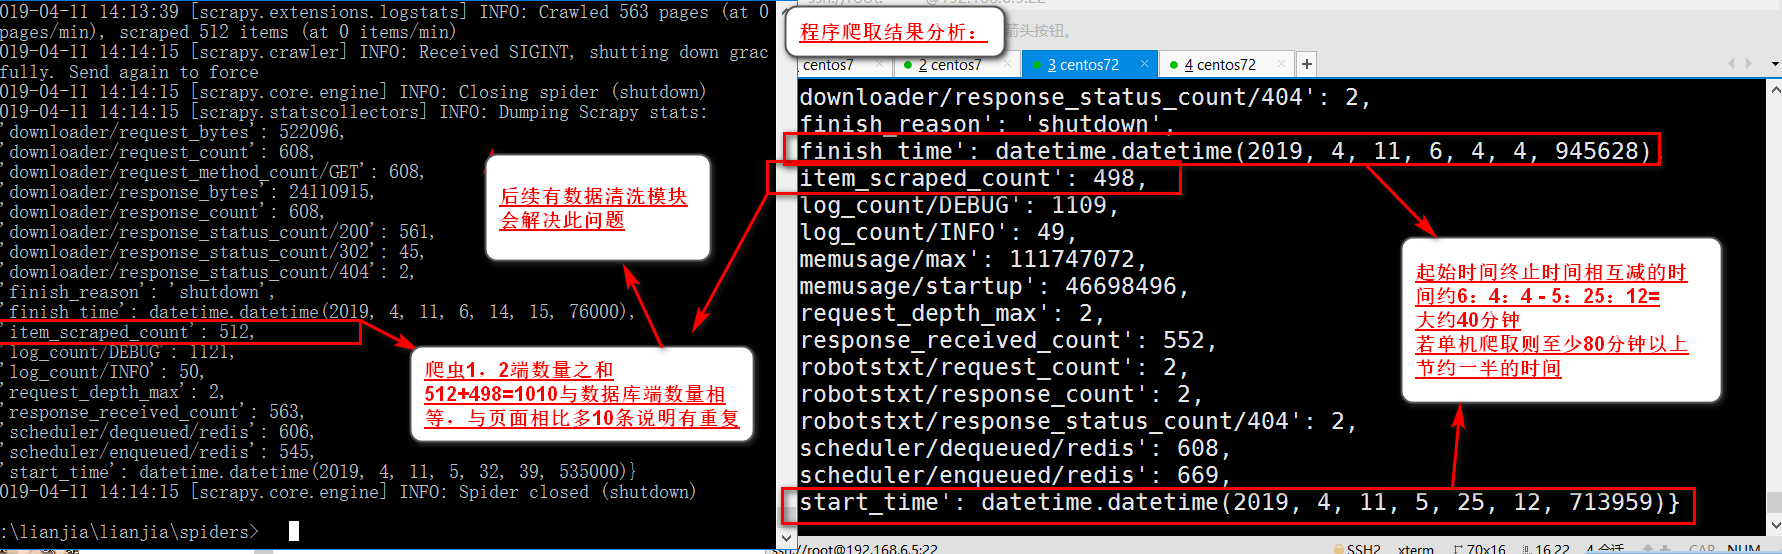 019-04-11 14:13:39 [scrapy.extensions.logstats] INFO: Crawled 563 pages (at 0
pages/min), scraped 512 items (at 0 items/min)
019-04-11 14:14:15 [scrapy.crawler] INFO: Received SIGINT, shutting down grac
fully. Send again to force
019-04-11 14:14:15 [scrapy.core.engine] INFO: Closing spider (shutdown)
019-04-11 14:14:15 [scrapy.statscollectors] INFO: Dumping Scrapy stats:
'downloader/request_bytes': 522096,
'downloader/request_count': 608,
'downloader/request_method_count/GET': 608,
'downloader/response_bytes': 24110915,
'downloader/response_count': 608,
'downloader/response_status_count/200': 561,
'downloader/response_status_count/302': 45,
'downloader/response_status_count/404': 2,
'finish_reason': 'shutdown',
'finish_time': datetime.datetime(2019, 4, 11, 6, 14, 15, 76000),
'item_scraped_count': 512,
'log_count/DEBUG': 1121,
'log_count/INFO': 50,
'request_depth_max': 2,
'response_received_count': 563,
'scheduler/dequeued/redis': 606,
'scheduler/enqueued/redis': 545,
'start_time': datetime.datetime(2019, 4, 11, 5, 32, 39, 535000)}
019-04-11 14:14:15 [scrapy.core.engine] INFO: Spider closed (shutdown)
:\lianjia\lianjia\spiders>
后续有数据清洗模块
会解决此问题
爬虫1，2端数量之和
512+498=1010与数据库端数量相
等，与页面相比多10条说明有重复
程序爬取结果分析：
箭头按钮。
centos7
2 centos7
3 centos72
4 centos72
downloader/response_status_count/404': 2,
finish_reason': 'shutdown',
finish_time': datetime.datetime(2019, 4, 11, 6, 4, 4, 945628)
item_scraped_count': 498,
log_count/DEBUG': 1109,
log_count/INFO': 49,
memusage/max': 111747072,
memusage/startup': 46698496,
request_depth_max': 2,
response_received_count': 552,
robotstxt/request_count': 2,
robotstxt/response_count': 2,
robotstxt/response_status_count/404': 2,
scheduler/dequeued/redis': 608,
scheduler/enqueued/redis': 669,
start_time': datetime.datetime(2019, 4, 11, 5, 25, 12, 713959)}
起始时间终止时间相互减的时
间约6：4：4 - 5：25：12=
大约40分钟
若单机爬取则至少80分钟以上
节约一半的时间
ssh://root@192.168.6.5:22
SSH2
xterm
70x16
16,22
4 会话
CAP
NUM